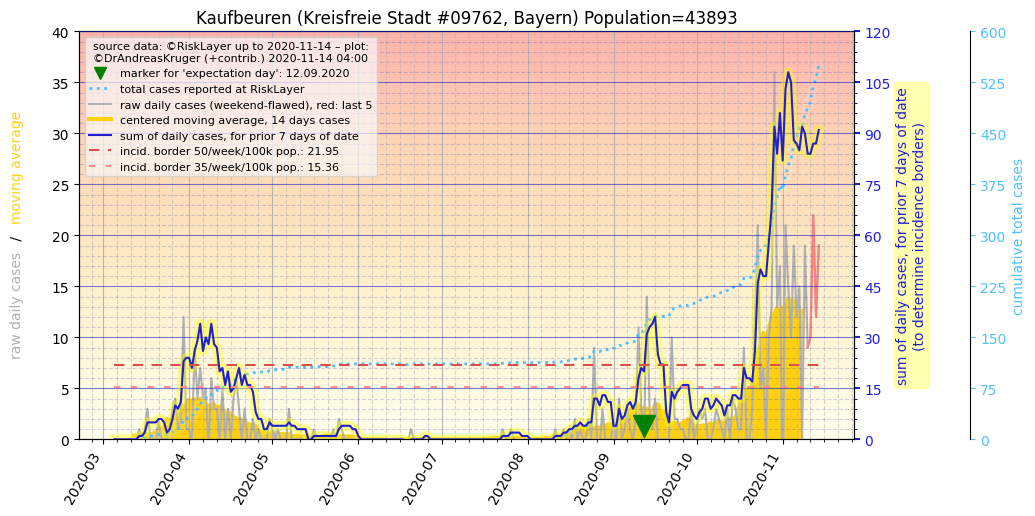 Kaufbeuren (Kreisfreie Stadt #09762, Bayern) Population=43893
source data: ©RiskLayer up to 2020-11-14 – plot:
©DrAndreasKruger (+contrib.) 2020-11-14 04:00
marker for 'expectation day': 12.09.2020
total cases reported at RiskLayer
raw daily cases (weekend-flawed), red: last 5
centered moving average, 14 days cases
sum of daily cases, for prior 7 days of date
incid. border 50/week/100k pop.: 21.95
incid. border 35/week/100k pop.: 15.36
raw daily cases / moving average
40
35
30
25
20
15
10
5
0
2020-03
2020-04
2020-05
2020-06
2020-07
2020-08
2020-09
2020-10
2020-11
120
105
90
75
60
45
30
15
0
sum of daily cases, for prior 7 days of date
(to determine incidence borders)
600
525
450
375
300
225
150
75
0
cumulative total cases